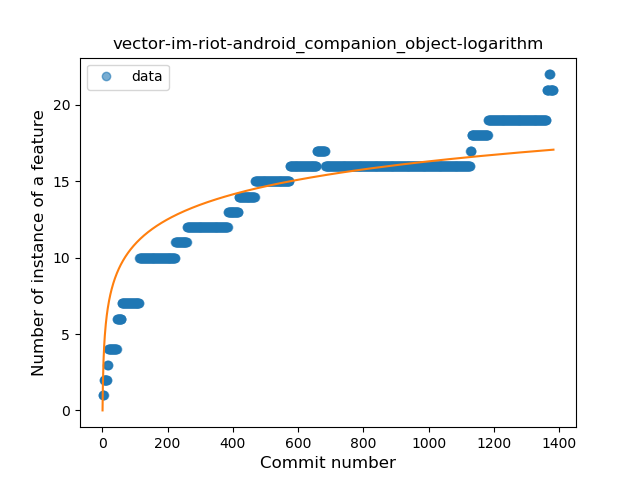 vector-im-riot-android_companion_object-logarithm
data
Number of instance of a feature
20
15
10
5
0
0 200 400 600 800 1000 1200 1400
Commit number